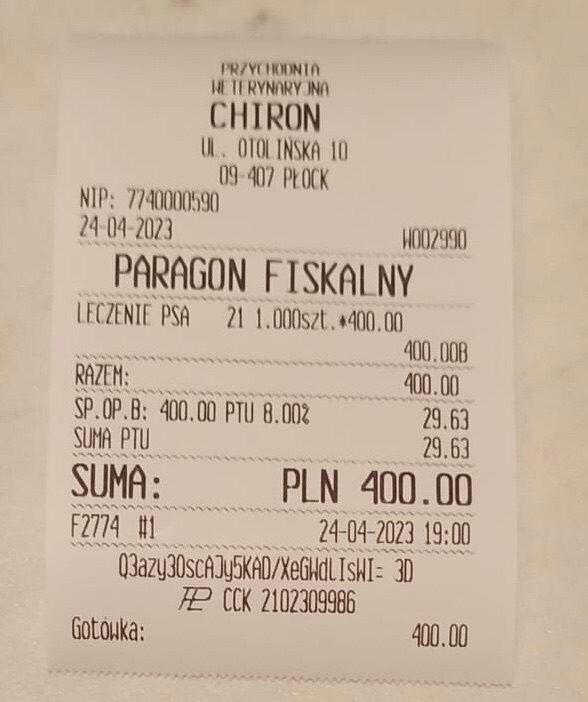 PRZYCHODNIA
WETERYNARYJNA
CHIRON
UL. OTOLIŃSKA 10
09-407 PŁOCK
NIP: 7740000590
24-04-2023 W002990
PARAGON FISKALNY
LECZENIE PSA 21 1.000szt.*400.00
400.00B
RAZEM: 400.00
SP.OP.B: 400.00 PTU 8.00% 29.63
SUMA PTU 29.63
SUMA: PLN 400.00
F2774 #1 24-04-2023 19:00
Q3azy3OscAJy5KAD/XeGWdLIsWI= 3D
CCK 2102309986
Gotówka: 400.00